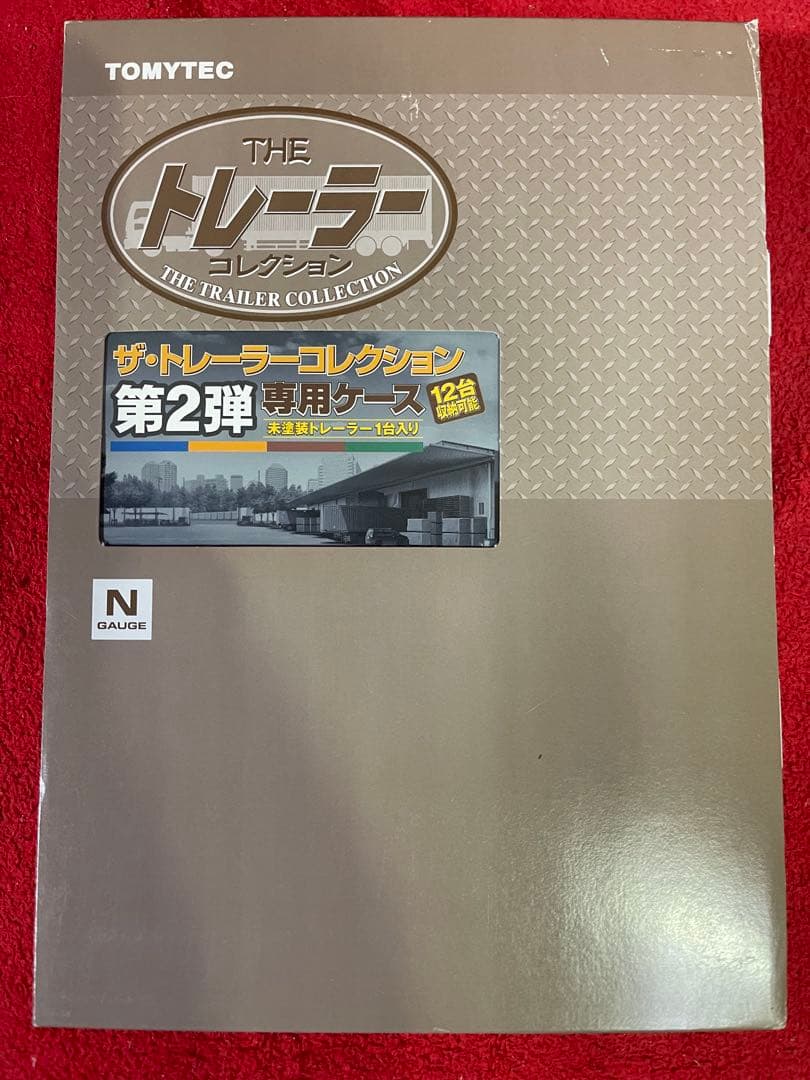 TOMYTEC
THE
トレーラー
コレクション
THE TRAILER COLLECTION
ザ・トレーラーコレクション
第2弾 専用ケース 12台収納可能
未塗装トレーラー1台入り
N
GAUGE